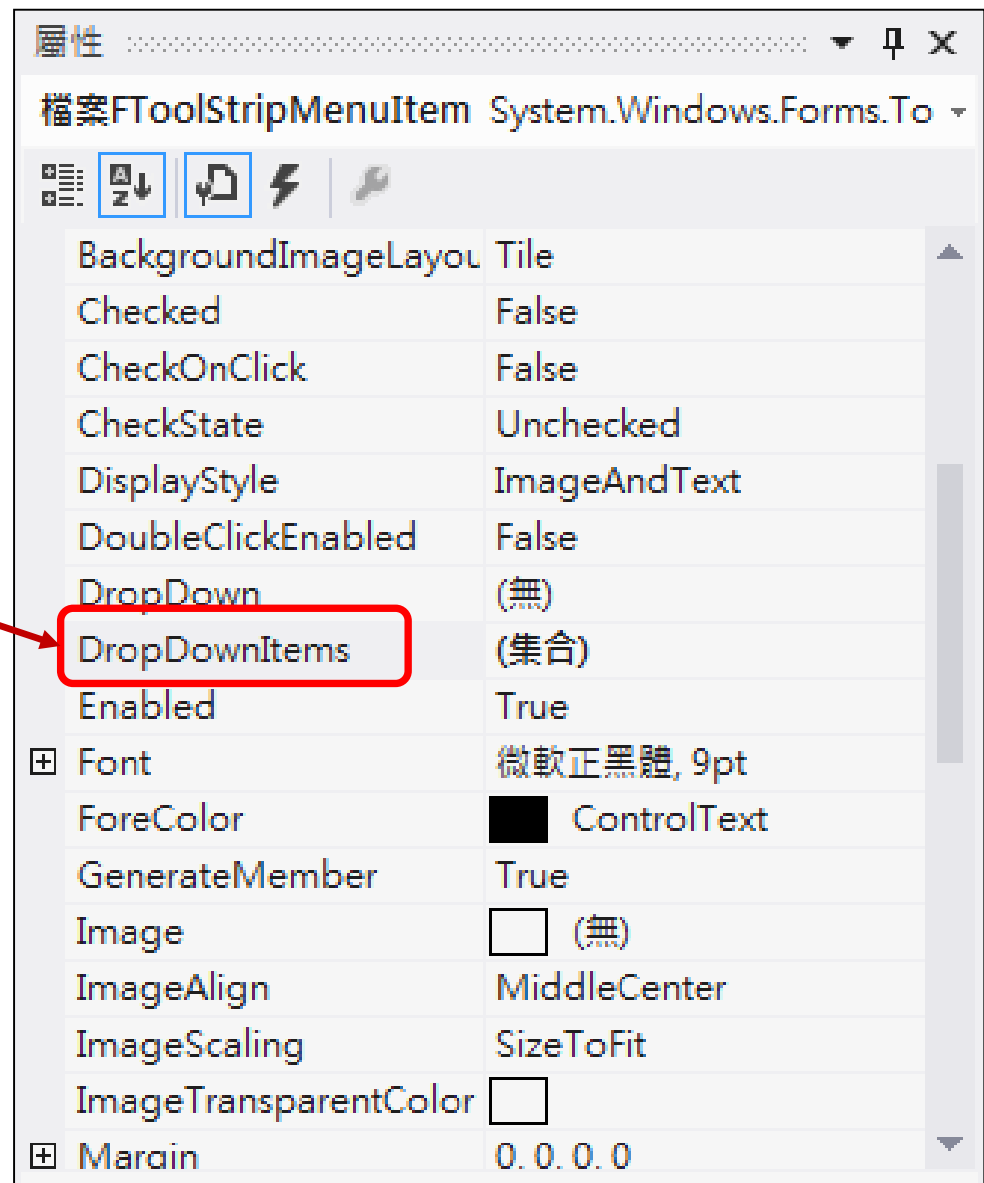 屬性
檔案FToolStripMenuItem System.Windows.Forms.To
BackgroundImageLayou Tile
Checked False
CheckOnClick False
CheckState Unchecked
DisplayStyle ImageAndText
DoubleClickEnabled False
DropDown (無)
DropDownItems (集合)
Enabled True
Font 微軟正黑體, 9pt
ForeColor ControlText
GenerateMember True
Image (無)
ImageAlign MiddleCenter
ImageScaling SizeToFit
ImageTransparentColor
Margin 0, 0, 0, 0